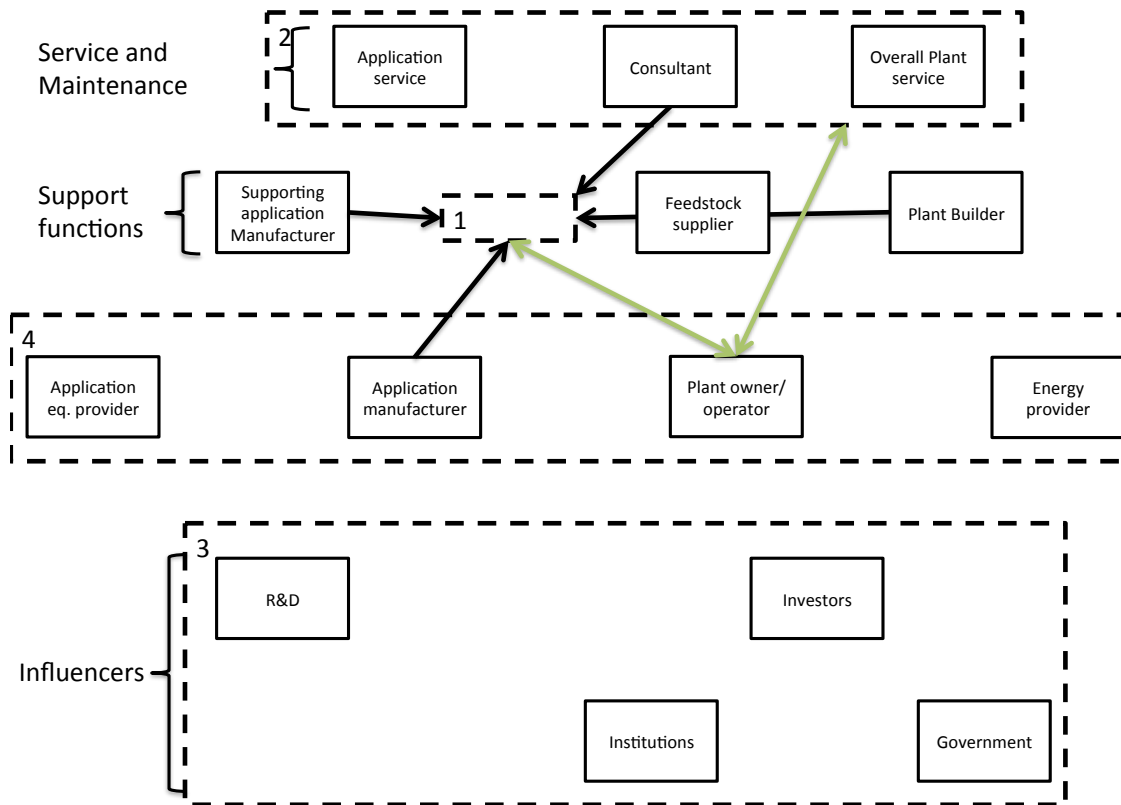 Service and
Maintenance
2
Application
service
Consultant
Overall Plant
service
Support
functions
Supporting
application
Manufacturer
1
Feedstock
supplier
Plant Builder
4
Application
eq. provider
Application
manufacturer
Plant owner/
operator
Energy
provider
3
R&D
Investors
Influencers
Institutions
Government